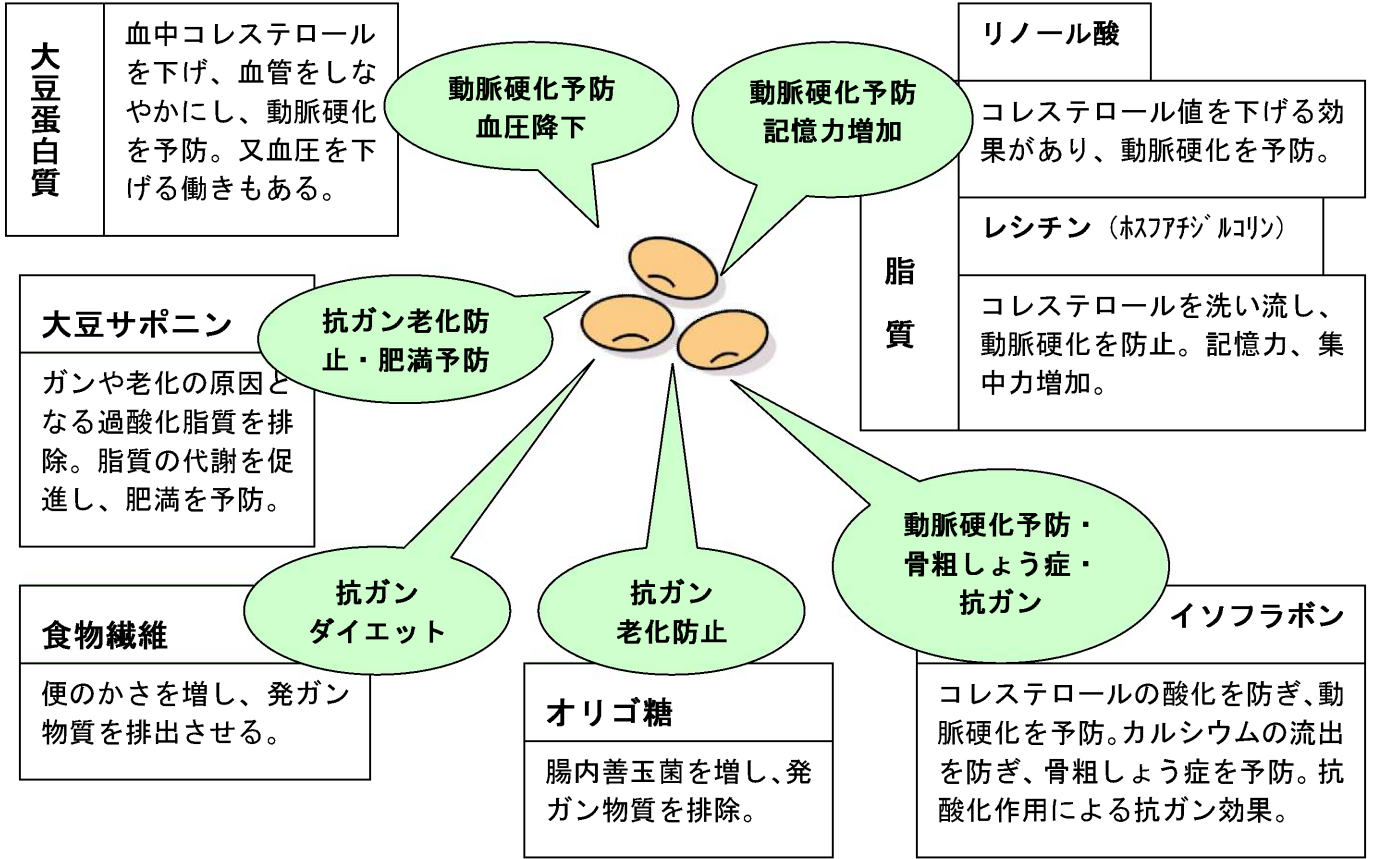 大豆蛋白質
血中コレステロール
を下げ、血管をしな
やかにし、動脈硬化
を予防。又血圧を下
げる働きもある。
動脈硬化予防
血圧降下
動脈硬化予防
記憶力増加
脂質
リノール酸
コレステロール値を下げる効
果があり、動脈硬化を予防。
レシチン（ホスフアチジルコリン）
コレステロールを洗い流し、
動脈硬化を防止。記憶力、集
中力増加。
大豆サポニン
ガンや老化の原因と
なる過酸化脂質を排
除。脂質の代謝を促
進し、肥満を予防。
抗ガン老化防
止・肥満予防
食物繊維
便のかさを増し、発ガン
物質を排出させる。
抗ガン
ダイエット
抗ガン
老化防止
オリゴ糖
腸内善玉菌を増し、発
ガン物質を排除。
動脈硬化予防・
骨粗しょう症・
抗ガン
イソフラボン
コレステロールの酸化を防ぎ、動
脈硬化を予防。カルシウムの流出
を防ぎ、骨粗しょう症を予防。抗
酸化作用による抗ガン効果。